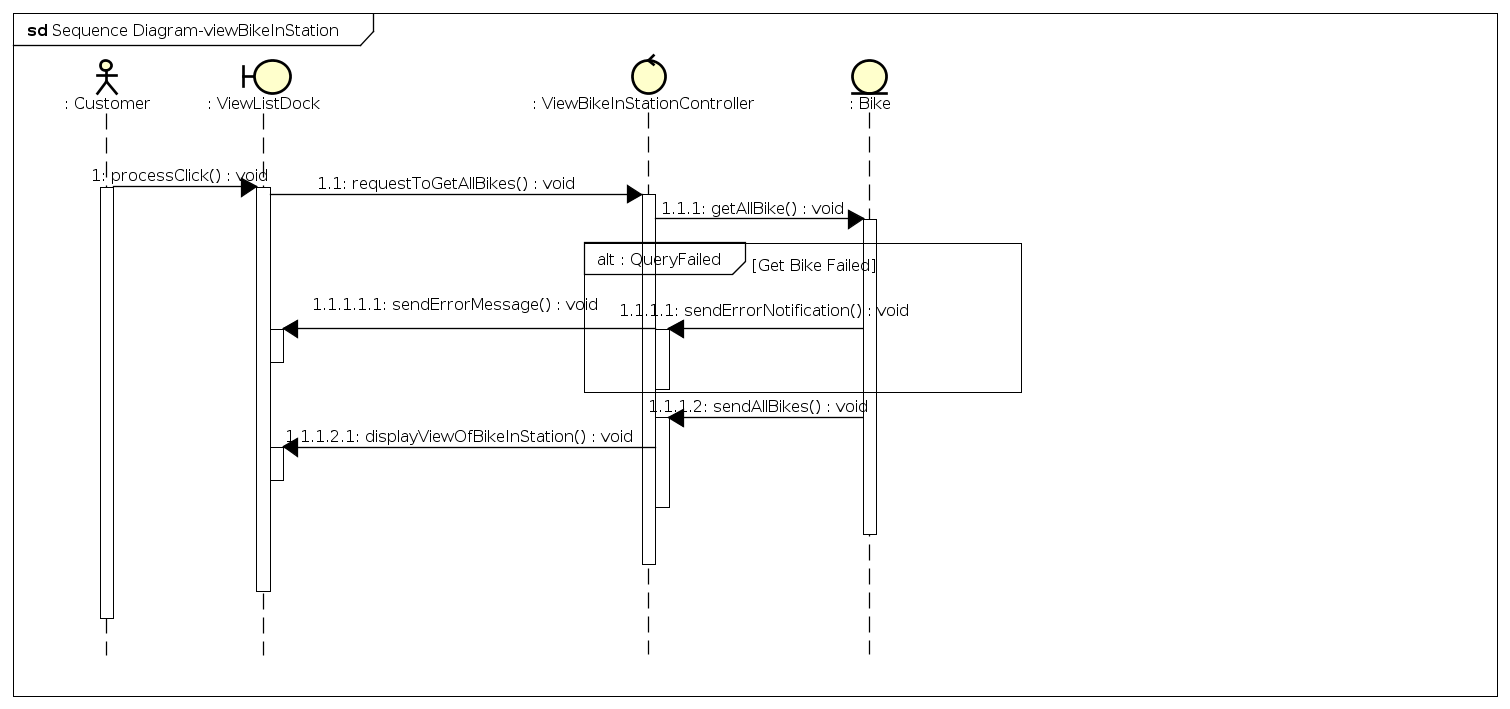 sd Sequence Diagram-viewBikeInStation
: Customer
: ViewListDock
: ViewBikeInStationController
: Bike
1: processClick() : void
1.1: requestToGetAllBikes() : void
1.1.1: getAllBike() : void
alt : QueryFailed
[Get Bike Failed]
1.1.1.1.1: sendErrorMessage() : void
1.1.1.1: sendErrorNotification() : void
1.1.1.2: sendAllBikes() : void
1.1.1.2.1: displayViewOfBikeInStation() : void